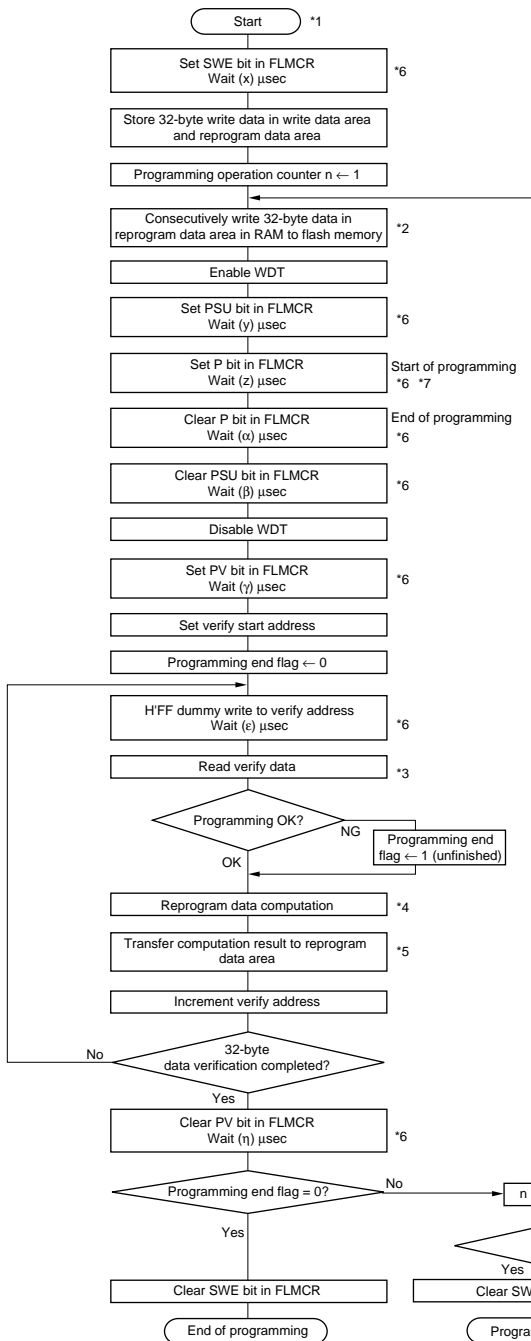 Start
*1
Set SWE bit in FLMCR
Wait (x) μsec
*6
Store 32-byte write data in write data area
and reprogram data area
Programming operation counter n ← 1
Consecutively write 32-byte data in
reprogram data area in RAM to flash memory
*2
Enable WDT
Set PSU bit in FLMCR
Wait (y) μsec
*6
Set P bit in FLMCR
Wait (z) μsec
Start of programming
*6 *7
Clear P bit in FLMCR
Wait (α) μsec
End of programming
*6
Clear PSU bit in FLMCR
Wait (β) μsec
*6
Disable WDT
Set PV bit in FLMCR
Wait (γ) μsec
*6
Set verify start address
Programming end flag ← 0
H'FF dummy write to verify address
Wait (ε) μsec
*6
Read verify data
*3
Programming OK?
NG
Programming end
flag ← 1 (unfinished)
OK
Reprogram data computation
*4
Transfer computation result to reprogram
data area
*5
Increment verify address
32-byte
data verification completed?
No
Yes
Clear PV bit in FLMCR
Wait (η) μsec
*6
Programming end flag = 0?
No
n
Yes
Yes
Clear SWE bit in FLMCR
Clear SW
End of programming
Progra